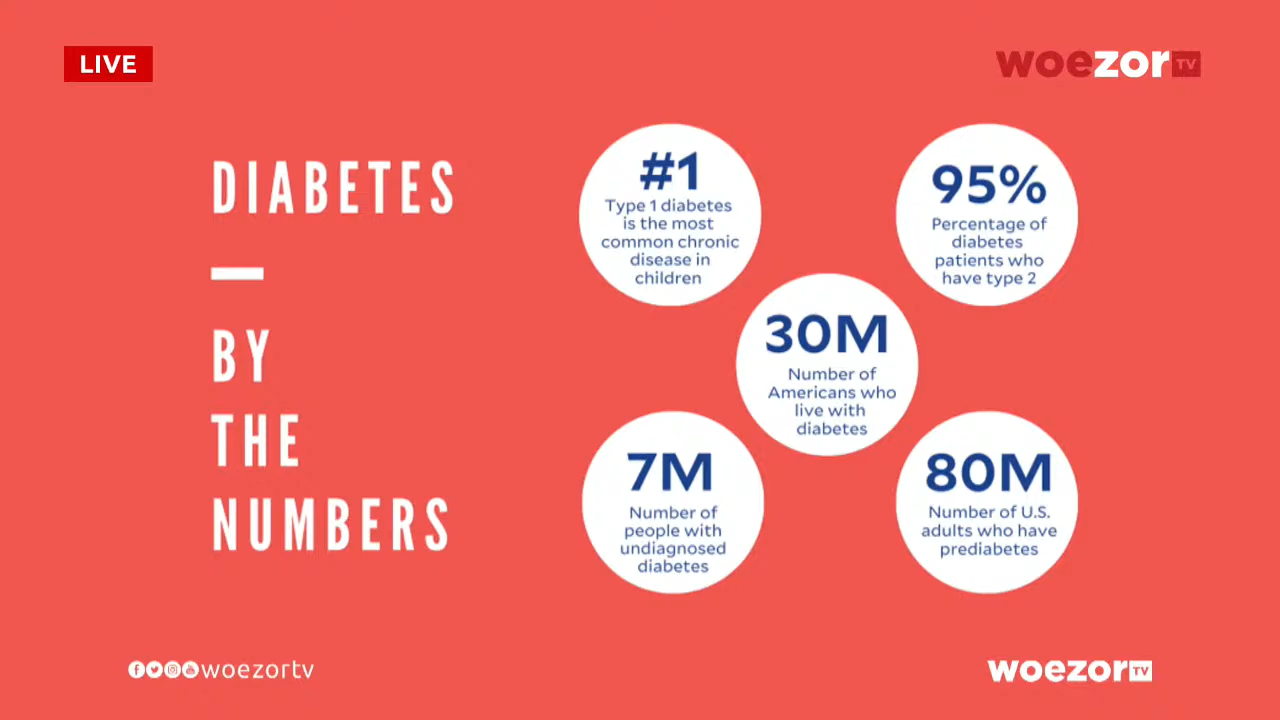 LIVE
woezor TV
DIABETES
BY
THE
NUMBERS
#1
Type 1 diabetes
is the most
common chronic
disease in
children
95%
Percentage of
diabetes
patients who
have type 2
30M
Number of
Americans who
live with
diabetes
7M
Number of
people with
undiagnosed
diabetes
80M
Number of U.S.
adults who have
prediabetes
woezortv
woezor TV